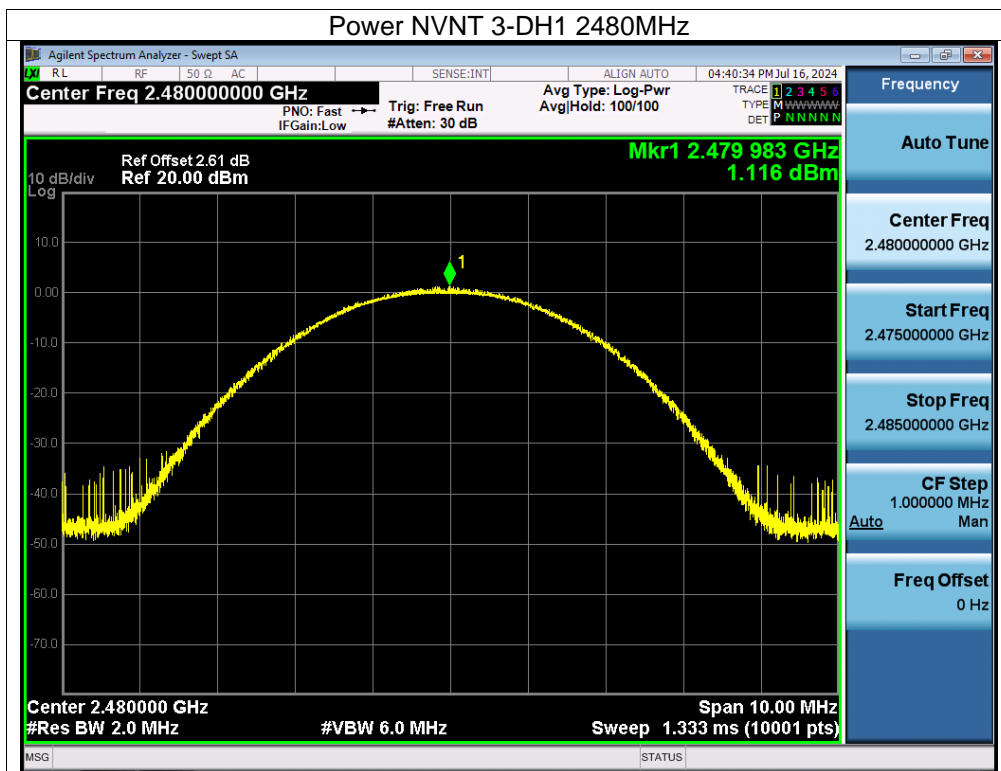 Power NVNT 3-DH1 2480MHz
Agilent Spectrum Analyzer - Swept SA
LXI RL RF 50 Ω AC SENSE:INT ALIGN AUTO 04:40:34 PM Jul 16, 2024
Center Freq 2.480000000 GHz
PNO: Fast
IFGain:Low
Trig: Free Run
#Atten: 30 dB
Avg Type: Log-Pwr
Avg|Hold: 100/100
TRACE 1 2 3 4 5 6
TYPE M WWWWW
DET P N N N N N
Mkr1 2.479 983 GHz
1.116 dBm
Ref Offset 2.61 dB
10 dB/div Ref 20.00 dBm
Log
10.0
0.00
-10.0
-20.0
-30.0
-40.0
-50.0
-60.0
-70.0
1
Center 2.480000 GHz Span 10.00 MHz
#Res BW 2.0 MHz #VBW 6.0 MHz Sweep 1.333 ms (10001 pts)
MSG STATUS
Frequency
Auto Tune
Center Freq
2.480000000 GHz
Start Freq
2.475000000 GHz
Stop Freq
2.485000000 GHz
CF Step
1.000000 MHz
Auto Man
Freq Offset
0 Hz